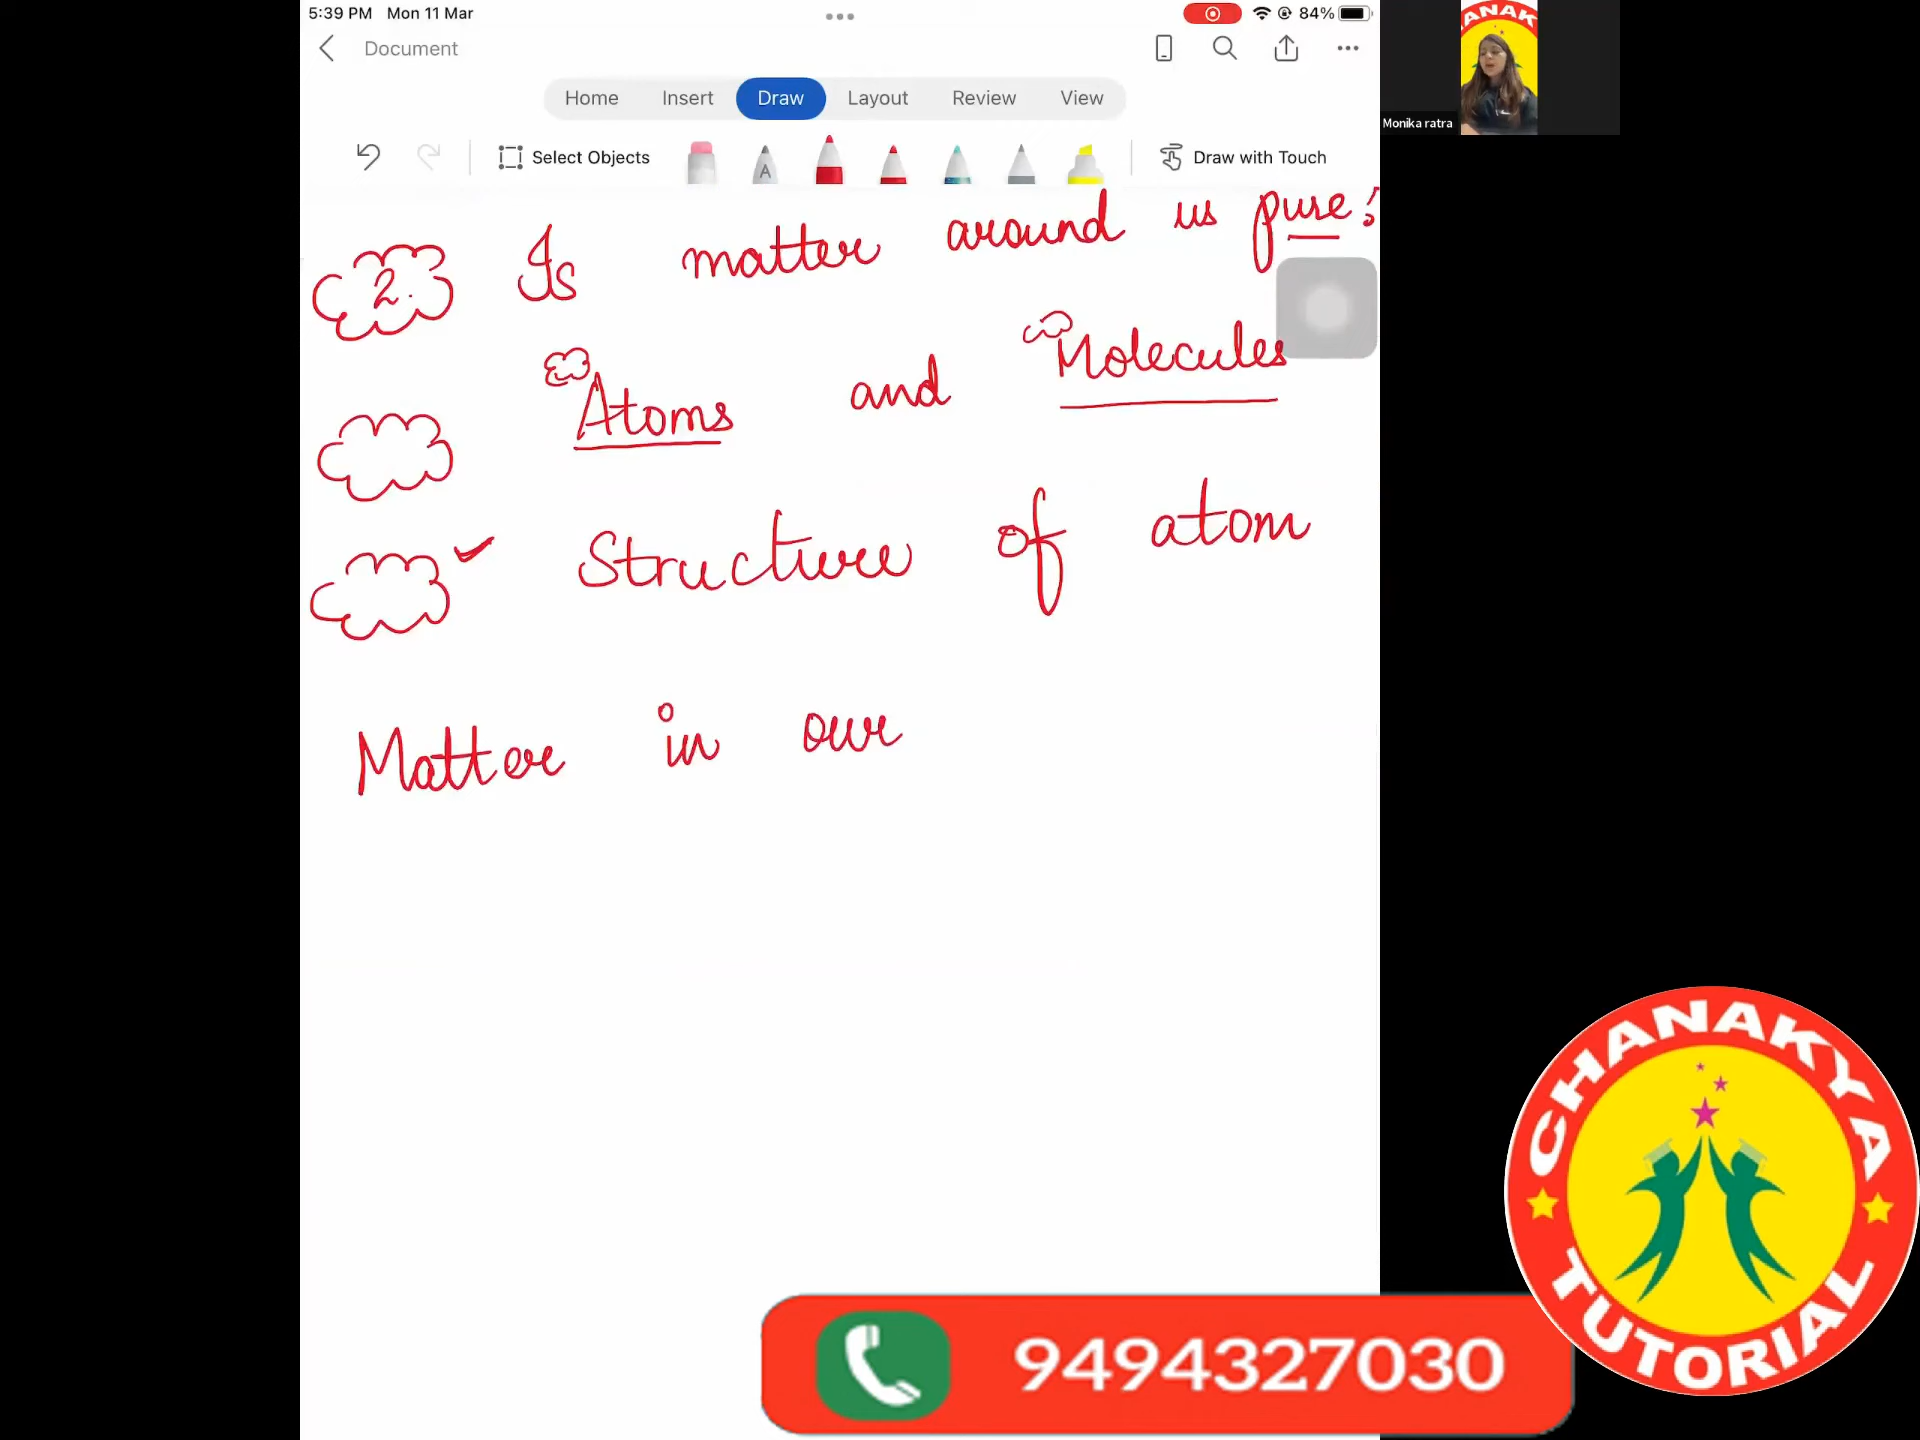 5:39 PM Mon 11 Mar
84%
Document
Home Insert Draw Layout Review View
Select Objects
A
Draw with Touch
CHANAK
Monika ratra
2. Is matter around us pure?
Atoms and Molecules
Structure of atom
Matter in our
CHANAKYA
TUTORIAL
9494327030